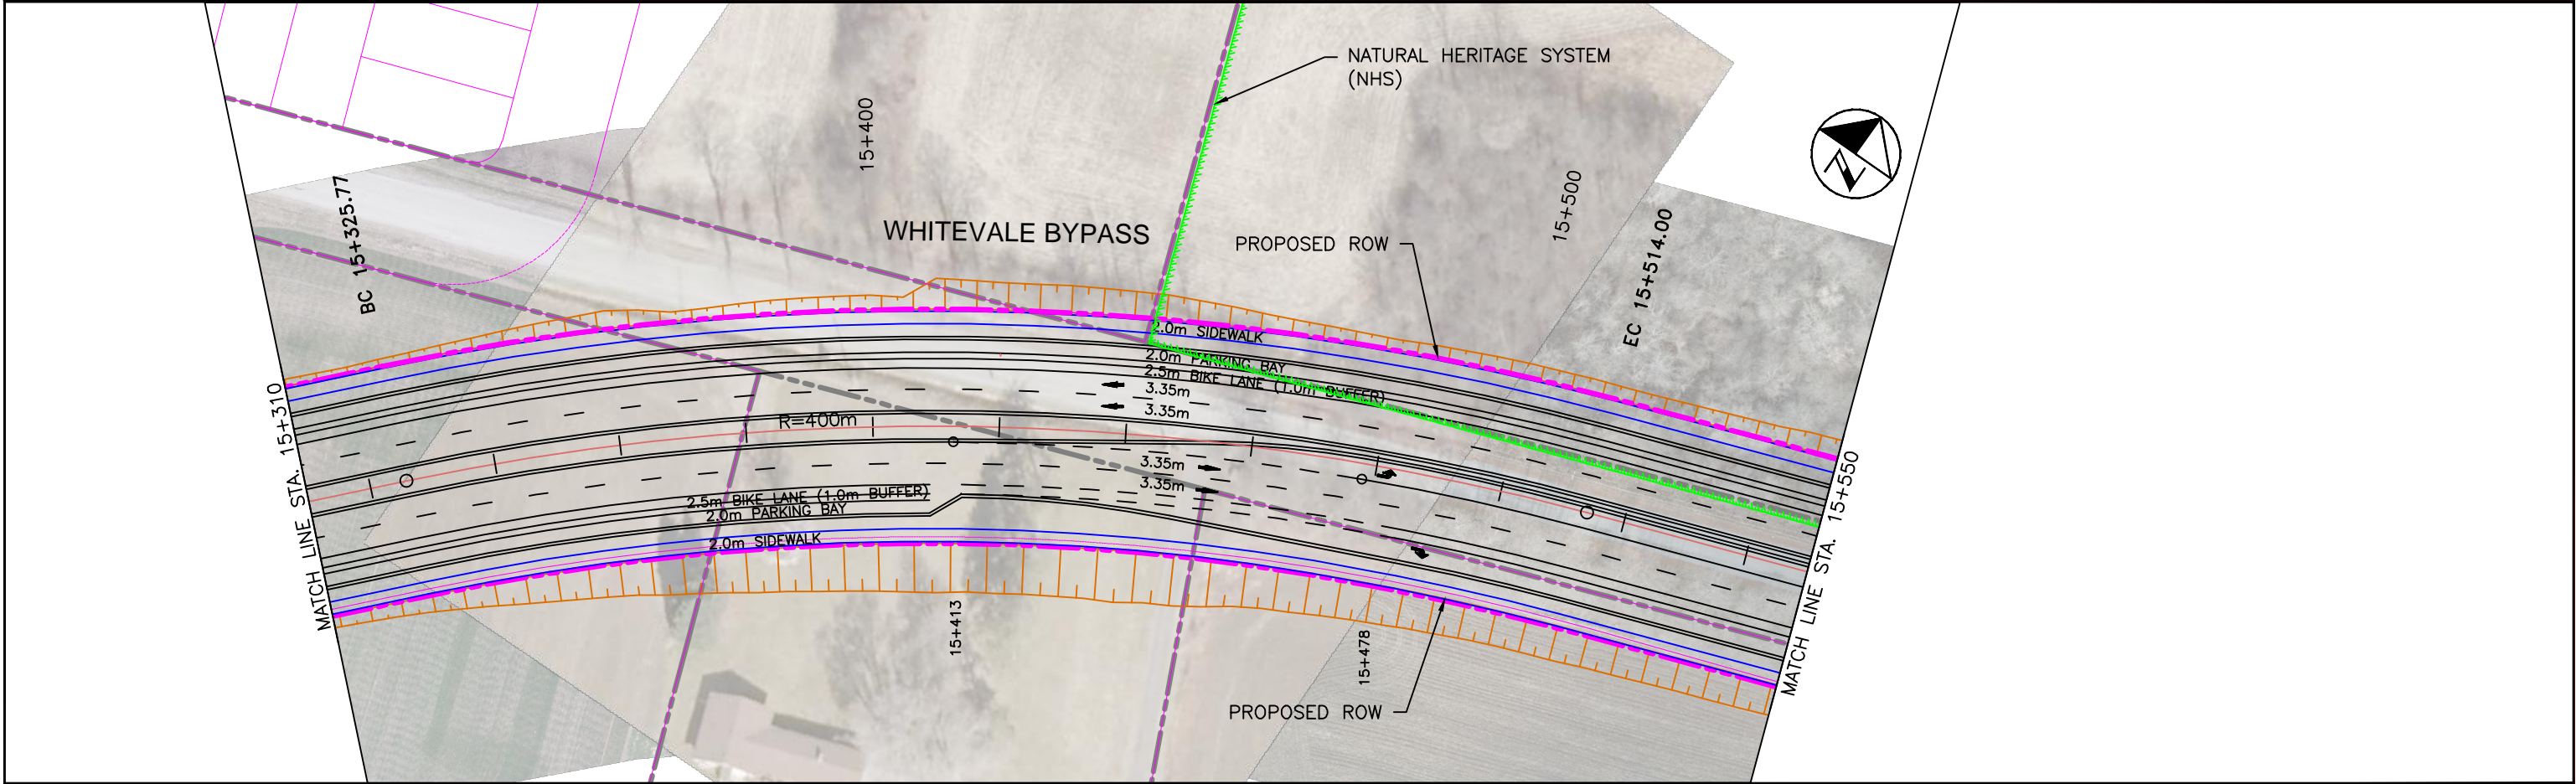 NATURAL HERITAGE SYSTEM
(NHS)
15+400
15+500
BC 15+325.77
WHITEVALE BYPASS
PROPOSED ROW
EC 15+514.00
N
2.0m SIDEWALK
2.0m PARKING BAY
2.5m BIKE LANE (1.0m BUFFER)
3.35m
3.35m
R=400m
3.35m
3.35m
2.5m BIKE LANE (1.0m BUFFER)
2.0m PARKING BAY
2.0m SIDEWALK
MATCH LINE STA. 15+310
MATCH LINE STA. 15+550
15+413
15+478
PROPOSED ROW